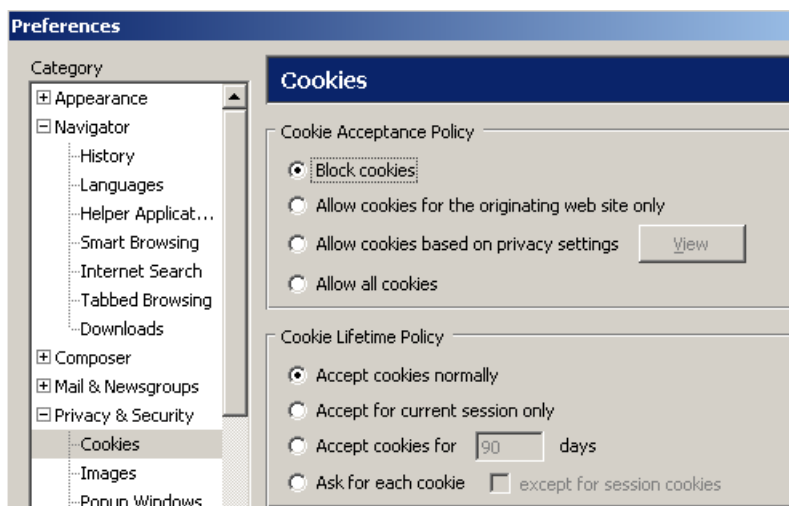 Preferences
Category
Appearance
Navigator
History
Languages
Helper Applicat...
Smart Browsing
Internet Search
Tabbed Browsing
Downloads
Composer
Mail & Newsgroups
Privacy & Security
Cookies
Images
Popup Windows
Cookies
Cookie Acceptance Policy
Block cookies
Allow cookies for the originating web site only
Allow cookies based on privacy settings View
Allow all cookies
Cookie Lifetime Policy
Accept cookies normally
Accept for current session only
Accept cookies for 90 days
Ask for each cookie except for session cookies